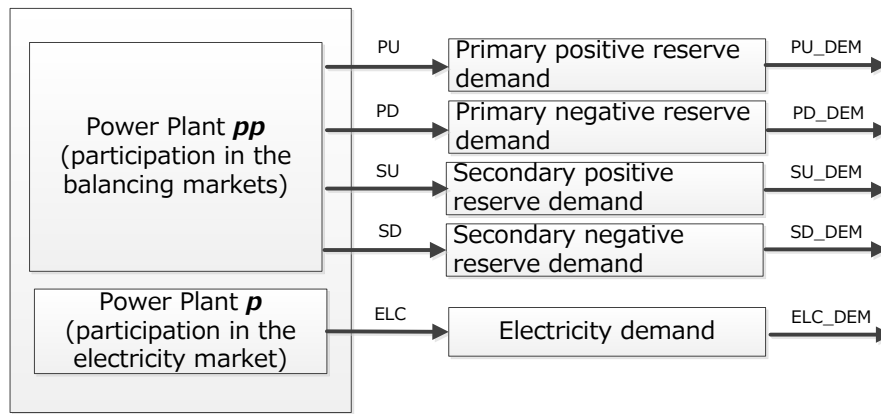 Power Plant pp
(participation in the
balancing markets)
Power Plant p
(participation in the
electricity market)
PU
Primary positive reserve
demand
PU_DEM
PD
Primary negative reserve
demand
PD_DEM
SU
Secondary positive
reserve demand
SU_DEM
SD
Secondary negative
reserve demand
SD_DEM
ELC
Electricity demand
ELC_DEM